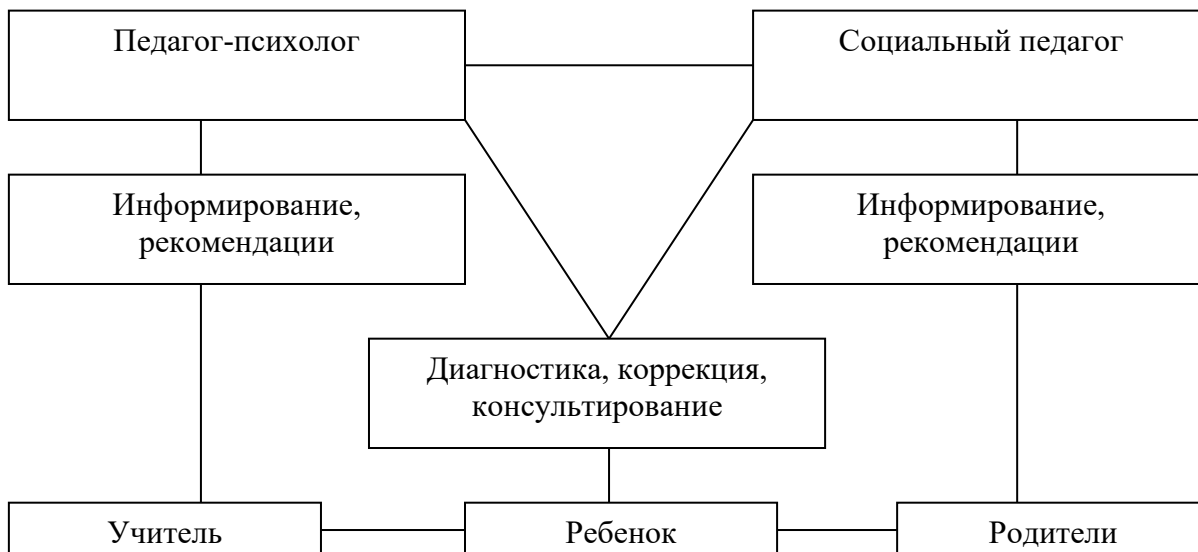 Педагог-психолог
Социальный педагог
Информирование,
рекомендации
Информирование,
рекомендации
Диагностика, коррекция,
консультирование
Учитель
Ребенок
Родители